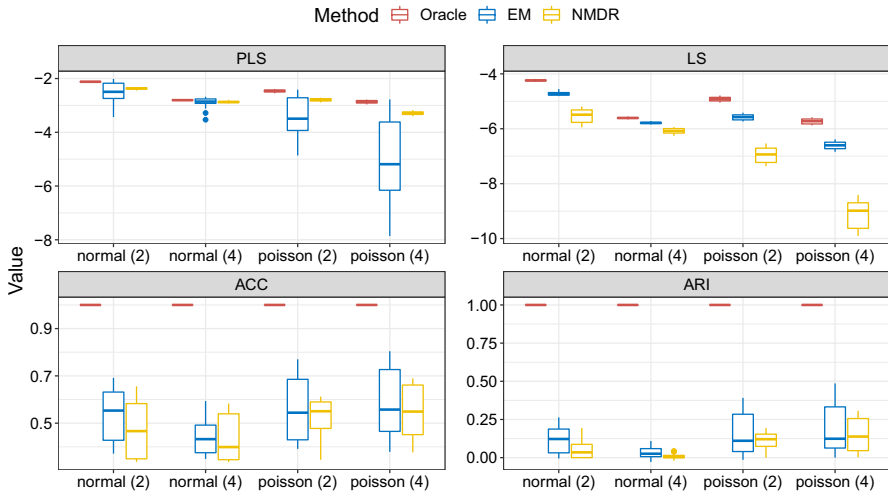 Method Oracle EM NMDR
PLS
LS
−2
−4
−6
−8
−4
−6
−8
−10
normal (2) normal (4) poisson (2) poisson (4)
normal (2) normal (4) poisson (2) poisson (4)
Value
ACC
ARI
0.9
0.7
0.5
1.00
0.75
0.50
0.25
0.00
normal (2) normal (4) poisson (2) poisson (4)
normal (2) normal (4) poisson (2) poisson (4)